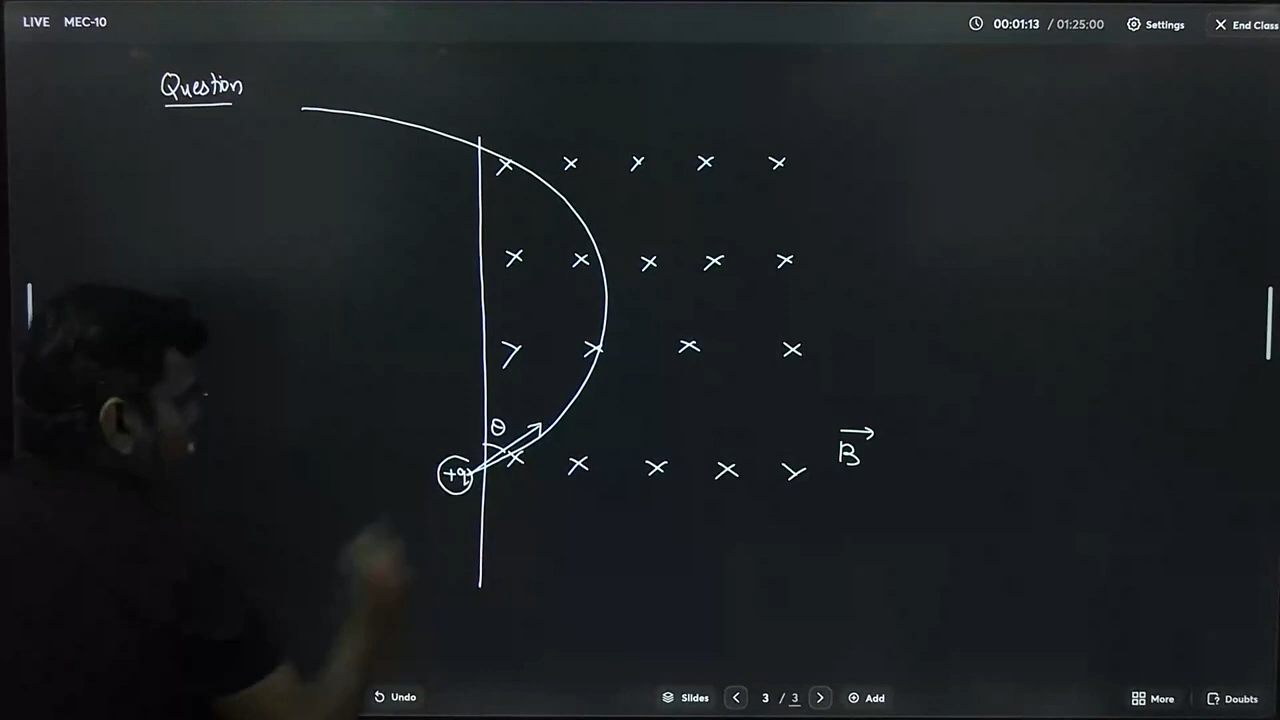 LIVE MEC-10
00:01:13 / 01:25:00 Settings End Class
Question
θ
+q
B
Undo
Slides 3 / 3 Add
More Doubts